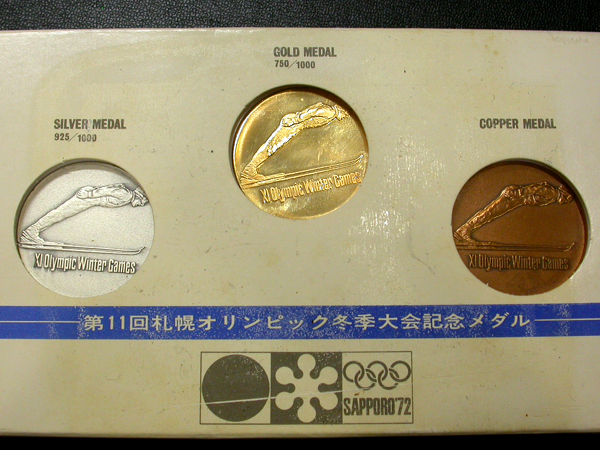 GOLD MEDAL
750/1000
SILVER MEDAL
925/1000
COPPER MEDAL
XI Olympic Winter Games
XI Olympic Winter Games
XI Olympic Winter Games
第11回札幌オリンピック冬季大会記念メダル
SAPPORO'72